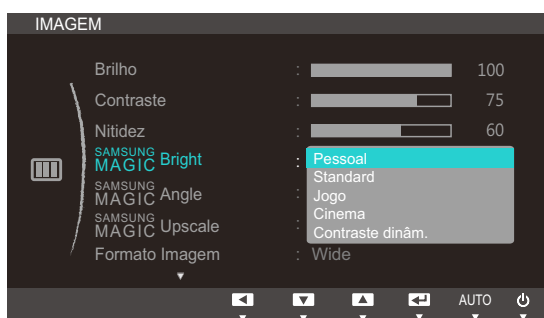 IMAGEM
Brilho : 100
Contraste : 75
Nitidez : 60
SAMSUNG MAGIC Bright : Pessoal
Standard
SAMSUNG MAGIC Angle : Jogo
Cinema
SAMSUNG MAGIC Upscale : Contraste dinâm.
Formato Imagem : Wide
AUTO